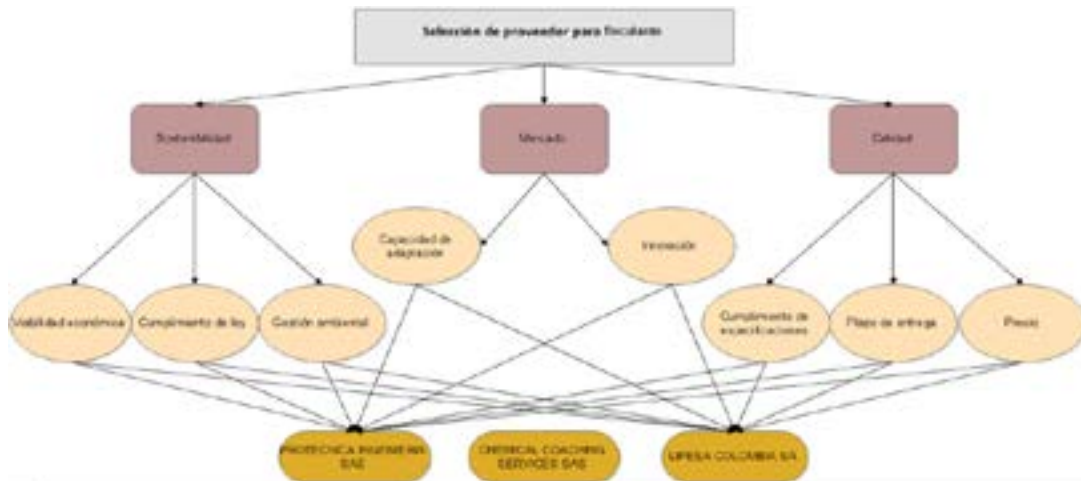 Selección de proveedor para floculante
Sostenibilidad
Mercado
Calidad
Capacidad de
adaptación
Innovación
Viabilidad económica
Cumplimiento de ley
Gestión ambiental
Cumplimiento de
especificaciones
Plazo de entrega
Precio
INGENIERIA
SAS
CHEMICAL COACHING
SERVICES SAS
LIPESA COLOMBIA SA